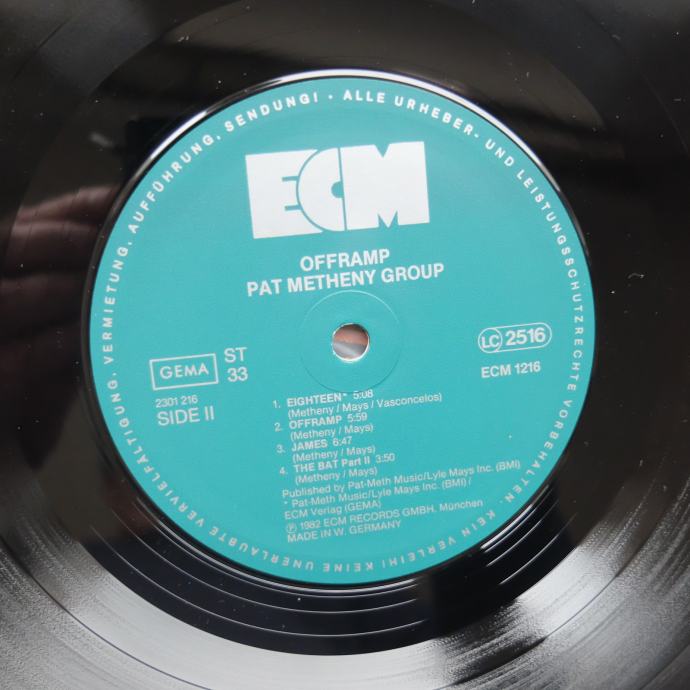 ALLE URHEBER- UND LEISTUNGSSCHUTZRECHTE VORBEHALTEN. KEIN VERLEIH! KEINE UNERLAUBTE VERVIELFÄLTIGUNG, VERMIETUNG, AUFFÜHRUNG, SENDUNG! •
ECM
OFFRAMP
PAT METHENY GROUP
GEMA
ST
33
LC 2516
2301 216
SIDE II
ECM 1216
1. EIGHTEEN* 5:08
(Metheny / Mays / Vasconcelos)
2. OFFRAMP 5:59
(Metheny / Mays)
3. JAMES 6:47
(Metheny / Mays)
4. THE BAT Part II 3:50
(Metheny / Mays)
Published by Pat-Meth Music/Lyle Mays Inc. (BMI)
* Pat-Meth Music/Lyle Mays Inc. (BMI) /
ECM Verlag (GEMA)
Ⓟ 1982 ECM RECORDS GMBH, München
MADE IN W. GERMANY